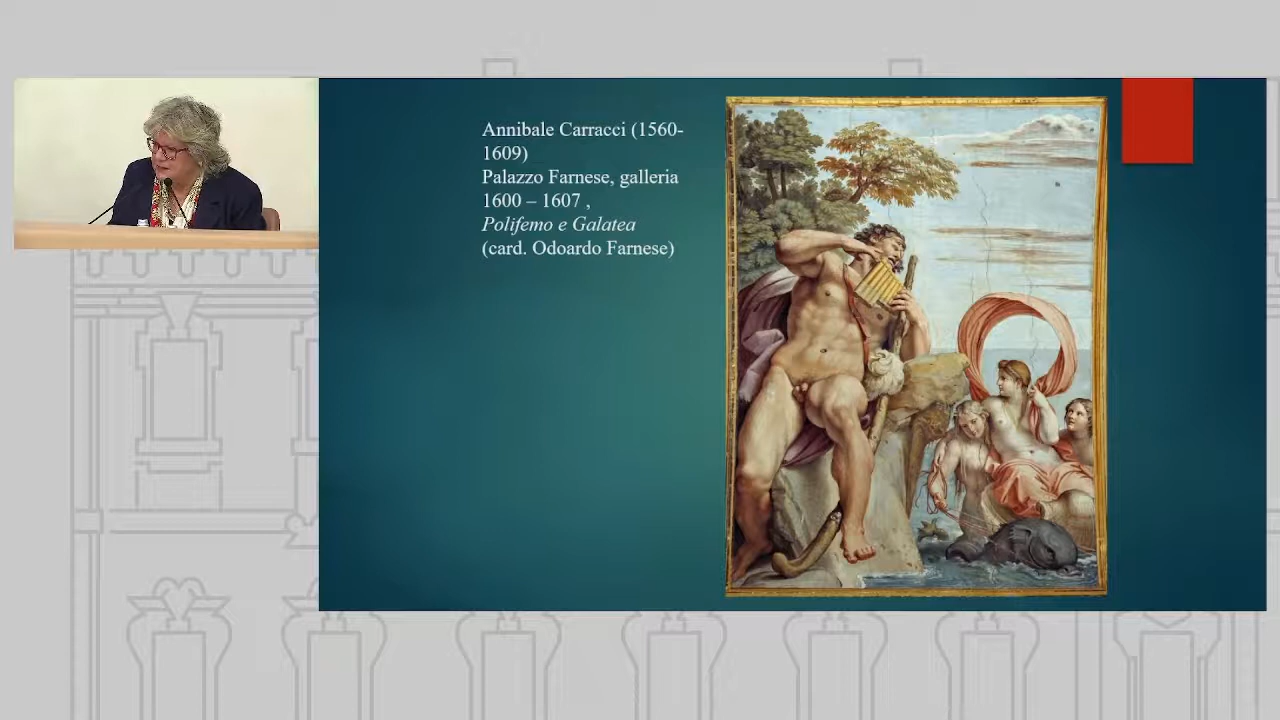 Annibale Carracci (1560-
1609)
Palazzo Farnese, galleria
1600 – 1607 ,
Polifemo e Galatea
(card. Odoardo Farnese)